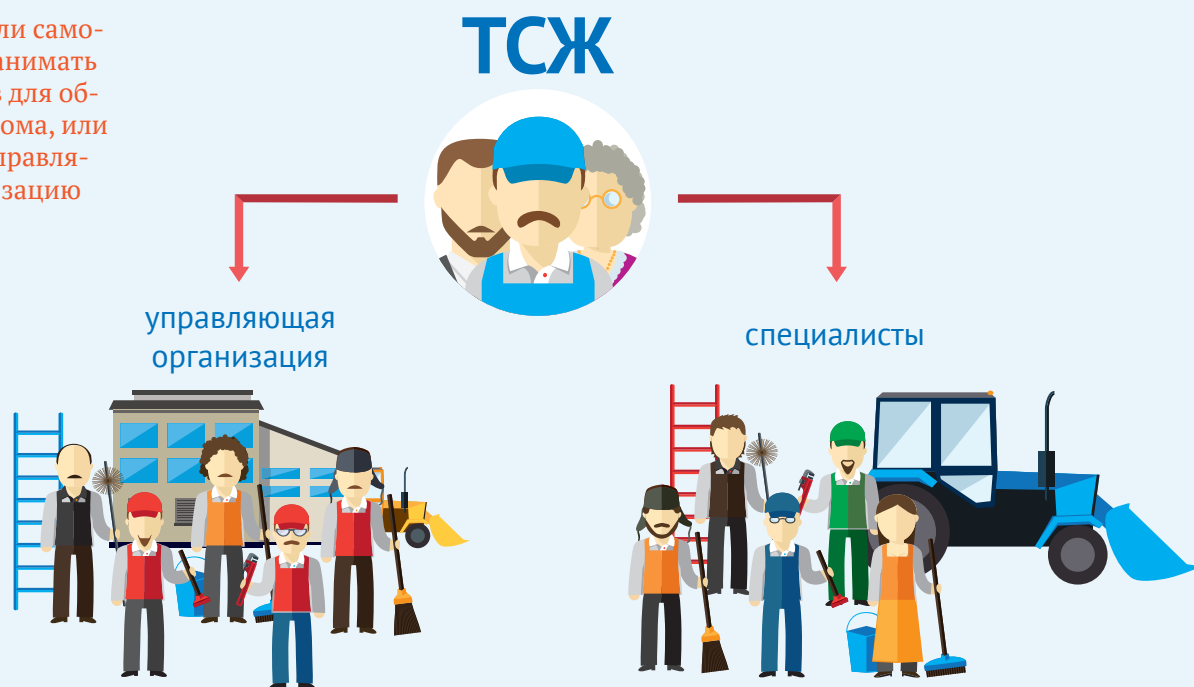 ли само-
анимать
для об-
ома, или
правля-
зацию
ТСЖ
управляющая
организация
специалисты